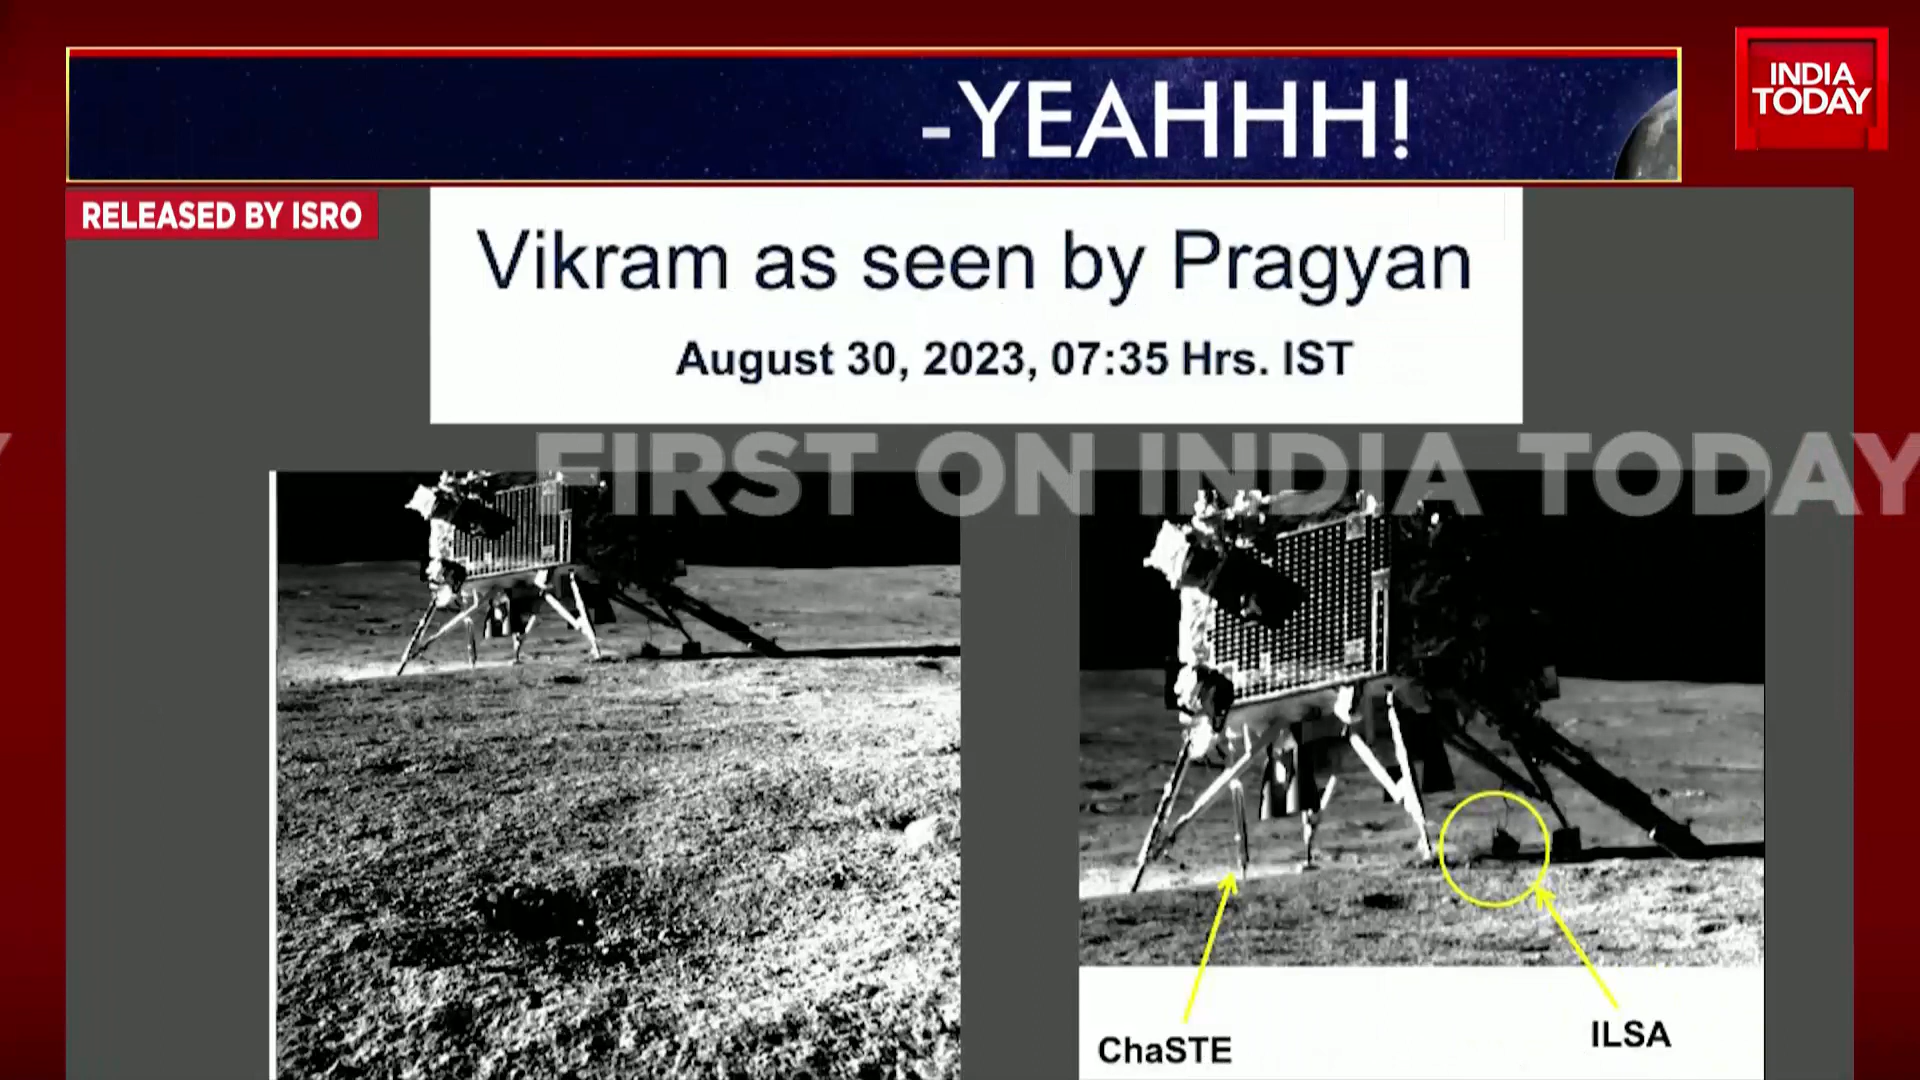 -YEAHHH!
INDIA
TODAY
RELEASED BY ISRO
Vikram as seen by Pragyan
August 30, 2023, 07:35 Hrs. IST
FIRST ON INDIA TODAY
ChaSTE
ILSA